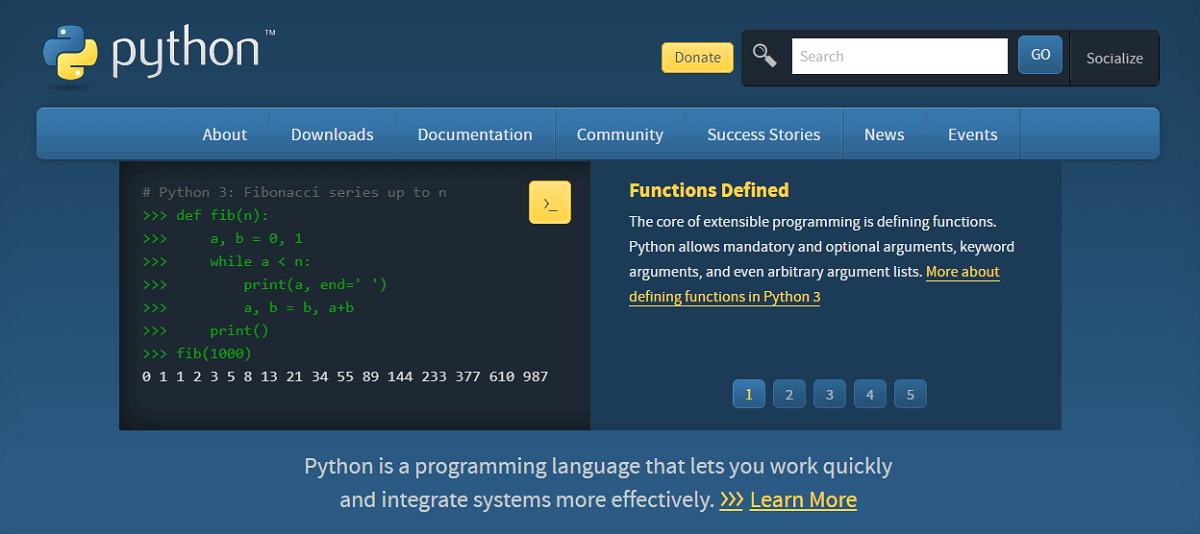 python™
Donate
Search
GO
Socialize
About Downloads Documentation Community Success Stories News Events
# Python 3: Fibonacci series up to n
>>> def fib(n):
>>>     a, b = 0, 1
>>>     while a < n:
>>>         print(a, end=' ')
>>>         a, b = b, a+b
>>>     print()
>>> fib(1000)
0 1 1 2 3 5 8 13 21 34 55 89 144 233 377 610 987
>_
Functions Defined
The core of extensible programming is defining functions.
Python allows mandatory and optional arguments, keyword
arguments, and even arbitrary argument lists. More about
defining functions in Python 3
1 2 3 4 5
Python is a programming language that lets you work quickly
and integrate systems more effectively. >>> Learn More